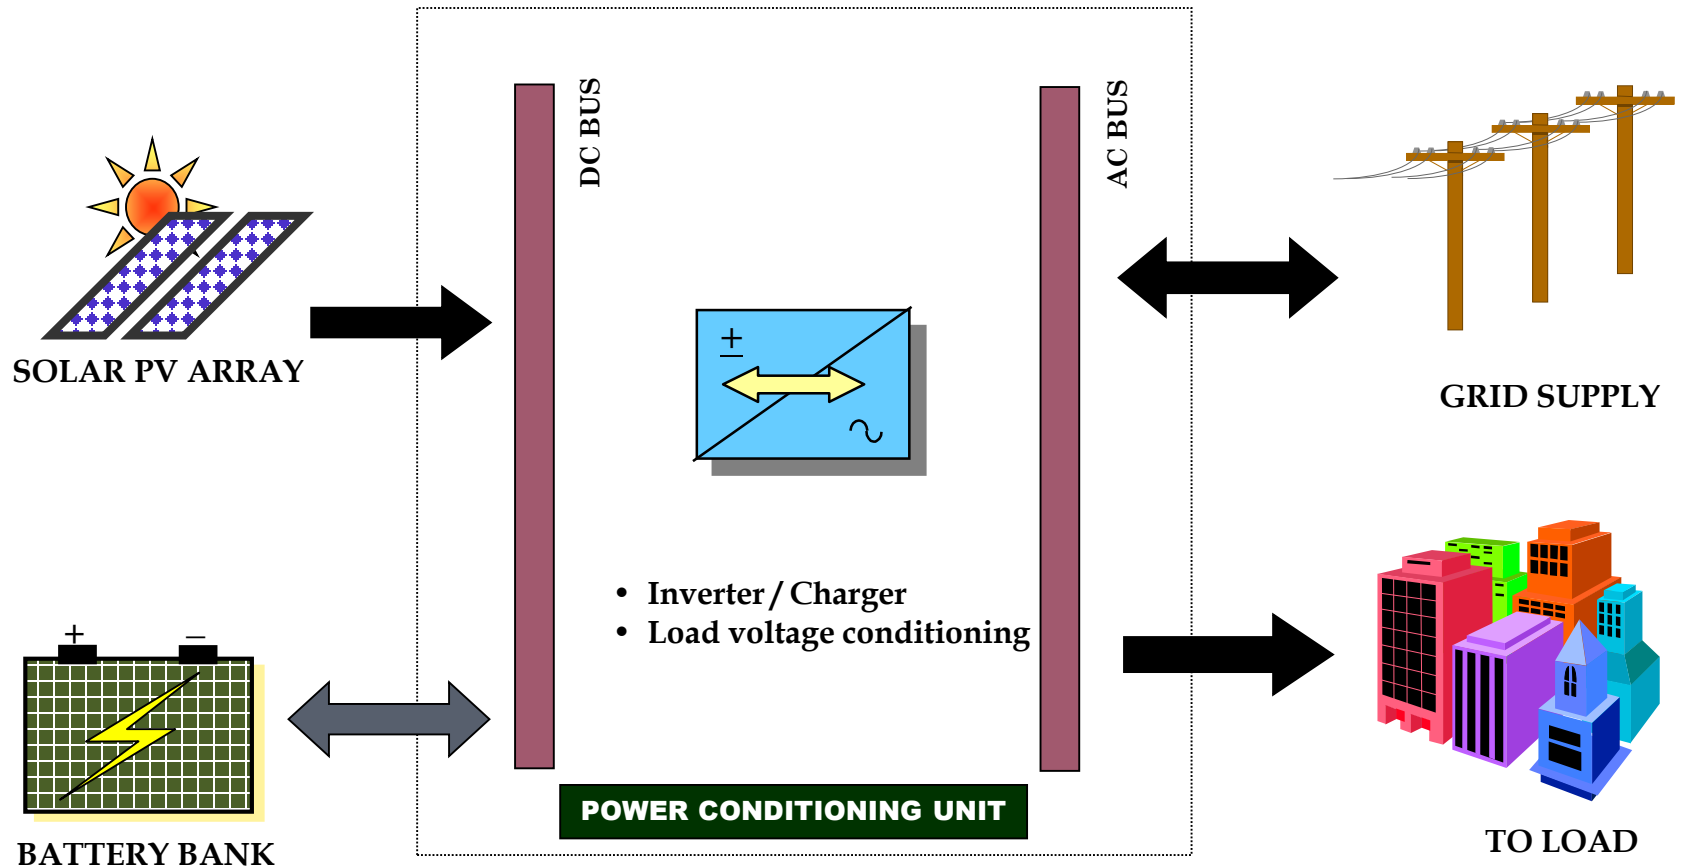 DC BUS
AC BUS
SOLAR PV ARRAY
±
GRID SUPPLY
• Inverter / Charger
• Load voltage conditioning
+ –
POWER CONDITIONING UNIT
BATTERY BANK
TO LOAD